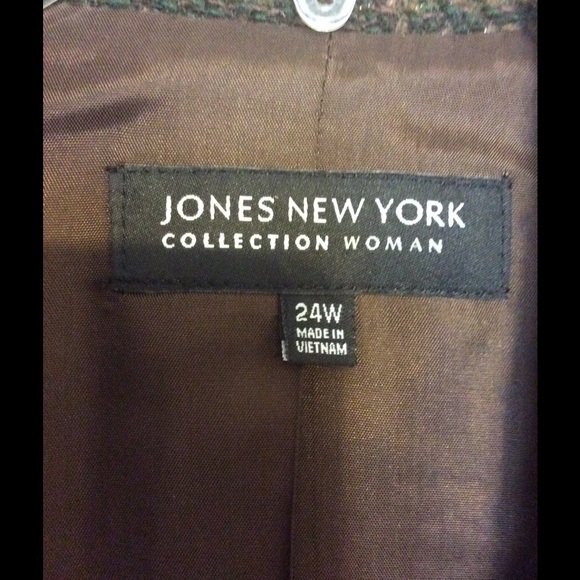 JONES NEW YORK
COLLECTION WOMAN
24W
MADE IN
VIETNAM